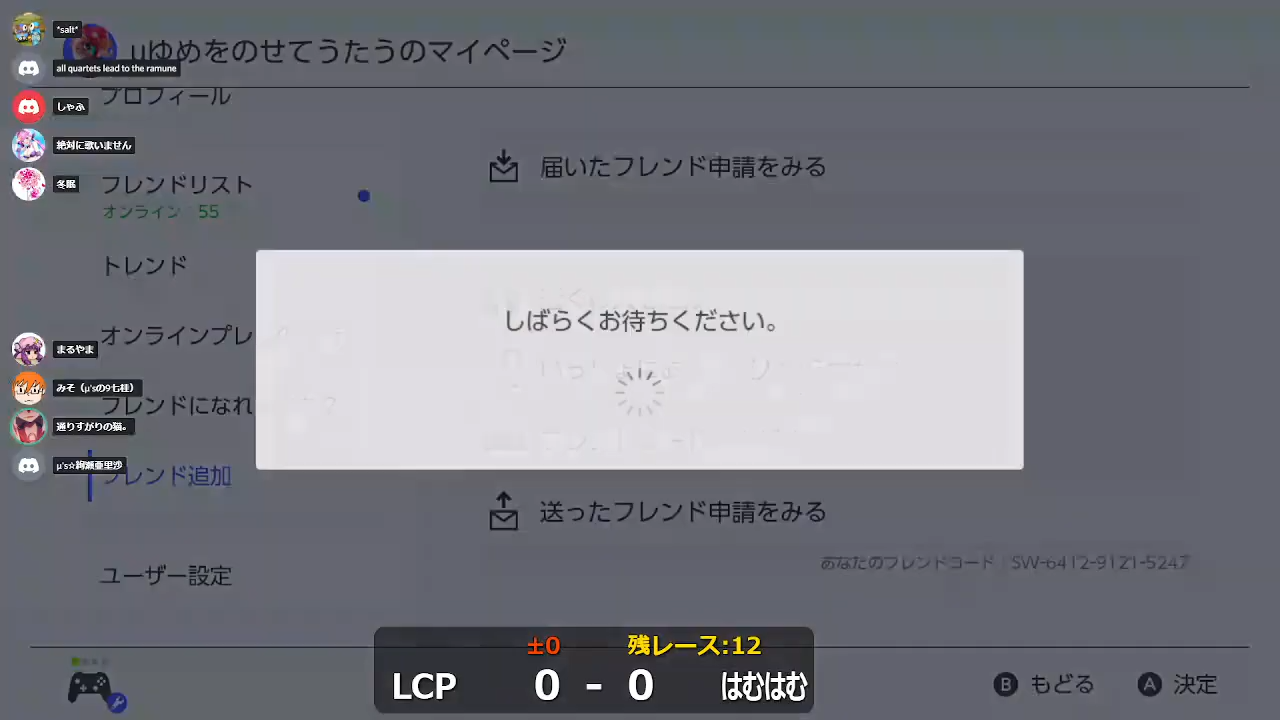 *salt*
uゆめをのせてうたうのマイページ
all quartets lead to the ramune
プロフィール
しゃふ
絶対に歌いません
届いたフレンド申請をみる
冬眠
フレンドリスト
オンライン 55
トレンド
しばらくお待ちください。
オンラインプレ
まるやま
みそ(μ'sの9七桂)
フレンドになれ
通りすがりの猫。
μ's☆絢瀬亜里沙
フレンド追加
送ったフレンド申請をみる
あなたのフレンドコード:SW-6412-9121-5247
ユーザー設定
±0 残レース:12
LCP 0 - 0 はむはむ
B もどる A 決定